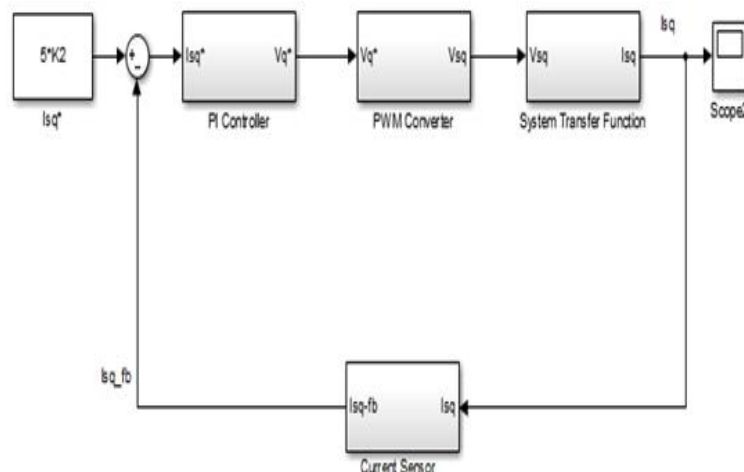 Isq
5*K2
Isq*
Isq*
Vq*
PI Controller
Vq*
Vsq
PWM Converter
Vsq
Isq
System Transfer Function
Isq_fb
Isq-fb
Isq
Current Sensor